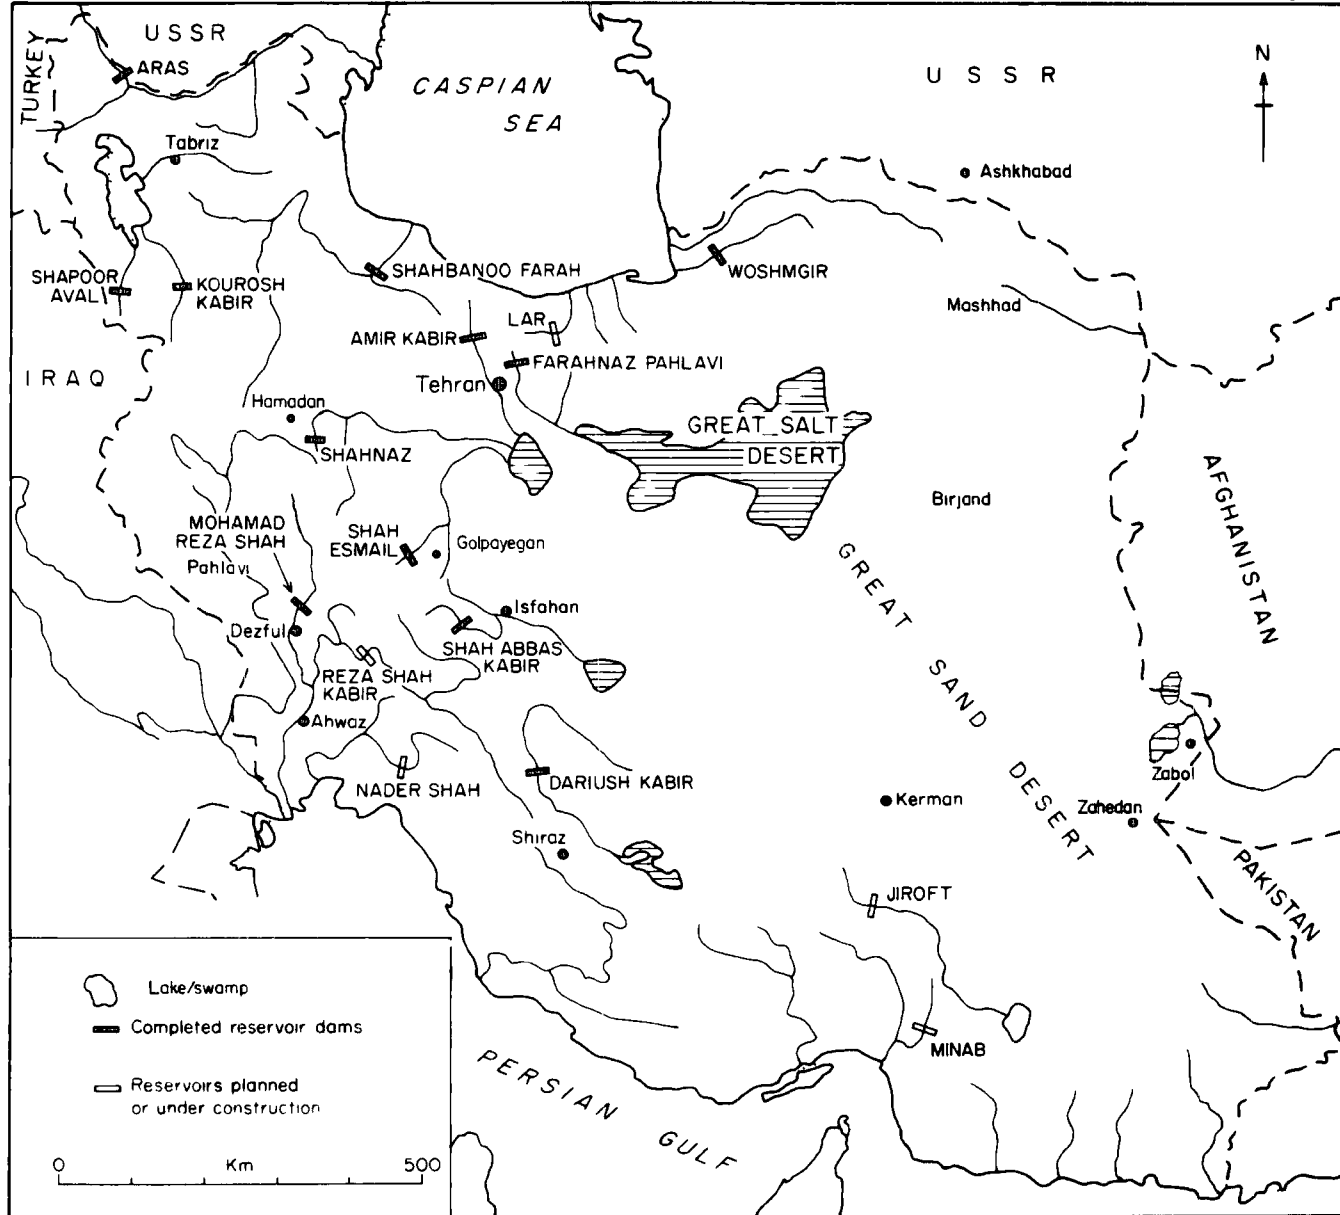 USSR
TURKEY
ARAS
CASPIAN
SEA
USSR
N
Tabriz
Ashkhabad
SHAPOOR
AVAL
KOUROSH
KABIR
SHAHBANOO FARAH
WOSHMGIR
Mashhad
LAR
AMIR KABIR
FARAHNAZ PAHLAVI
IRAQ
Tehran
Hamadan
GREAT SALT
DESERT
SHAHNAZ
AFGHANISTAN
Birjand
MOHAMAD
REZA SHAH
Pahlavi
SHAH
ESMAIL
Golpayegan
GREAT SAND DESERT
Isfahan
Dezful
SHAH ABBAS
KABIR
REZA SHAH
KABIR
Ahwaz
NADER SHAH
DARIUSH KABIR
Zabol
Kerman
Zahedan
Shiraz
PAKISTAN
JIROFT
MINAB
PERSIAN GULF
Lake/swamp
Completed reservoir dams
Reservoirs planned
or under construction
0 Km 500